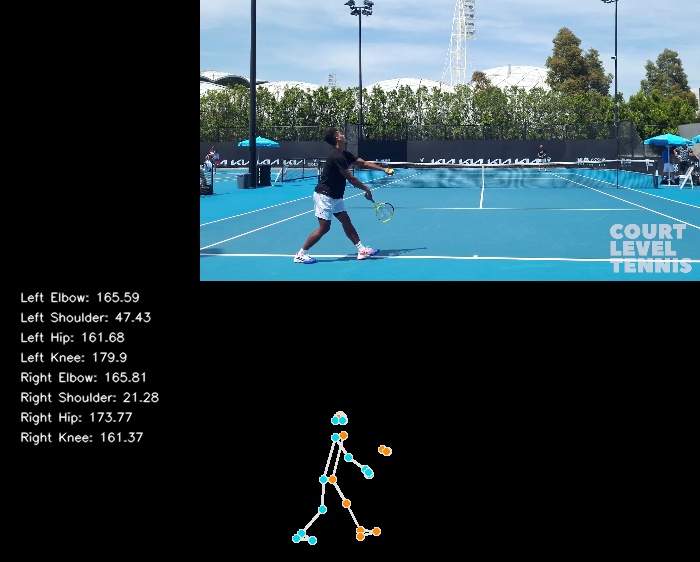 COURT
LEVEL
TENNIS
Left Elbow: 165.59
Left Shoulder: 47.43
Left Hip: 161.68
Left Knee: 179.9
Right Elbow: 165.81
Right Shoulder: 21.28
Right Hip: 173.77
Right Knee: 161.37